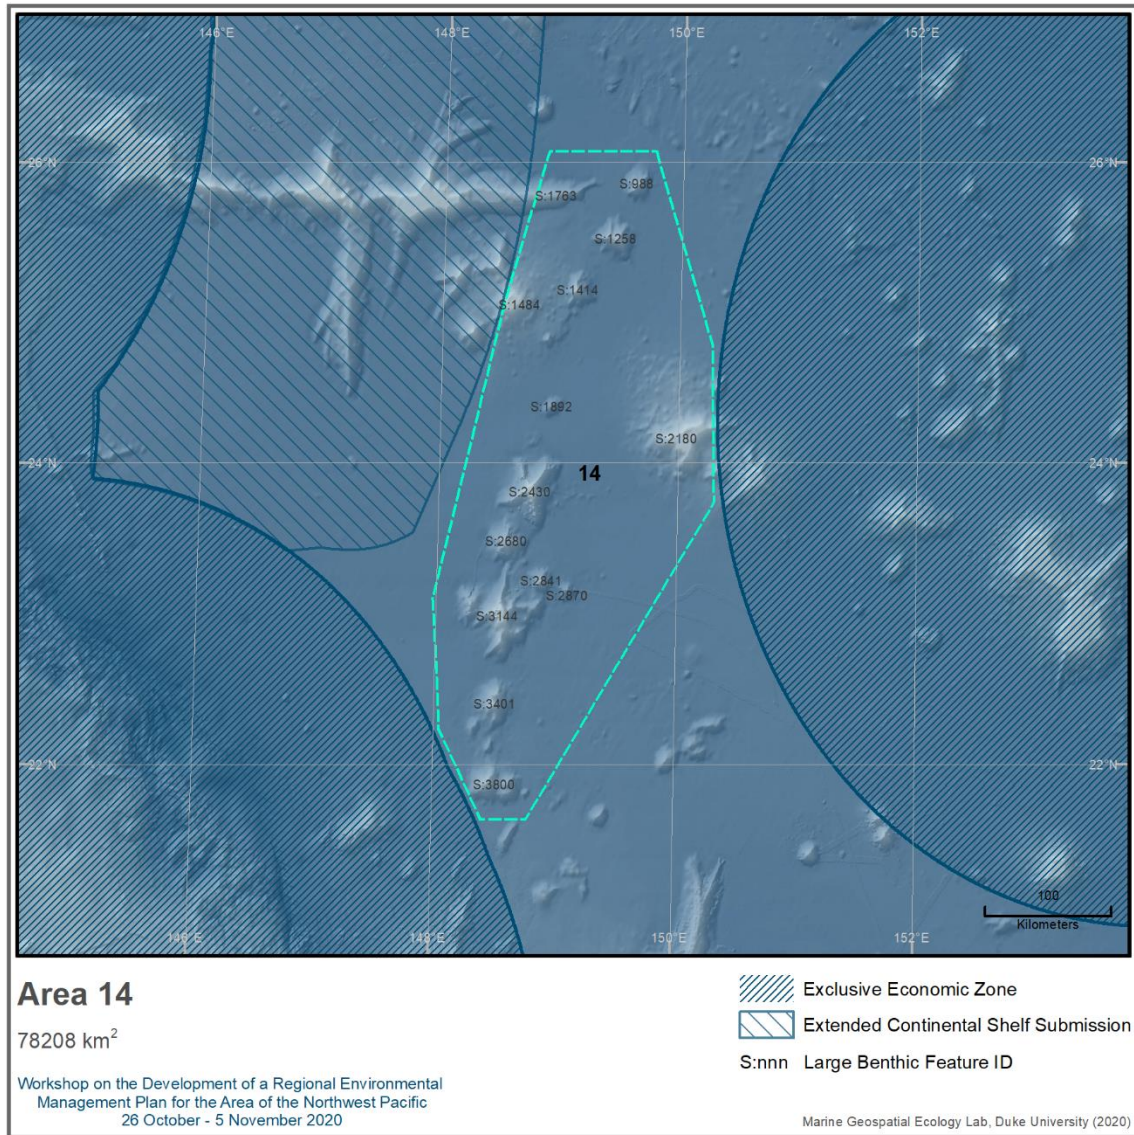 146°E 148°E 150°E 152°E
26°N 26°N
S:988
S:1763
S:1258
S:1414
S:1484
S:1892
S:2180
24°N 24°N
14
S:2430
S:2680
S:2841
S:2870
S:3144
S:3401
22°N 22°N
S:3800
100
Kilometers
146°E 148°E 150°E 152°E
Area 14
78208 km²
Workshop on the Development of a Regional Environmental
Management Plan for the Area of the Northwest Pacific
26 October - 5 November 2020
Exclusive Economic Zone
Extended Continental Shelf Submission
S:nnn Large Benthic Feature ID
Marine Geospatial Ecology Lab, Duke University (2020)